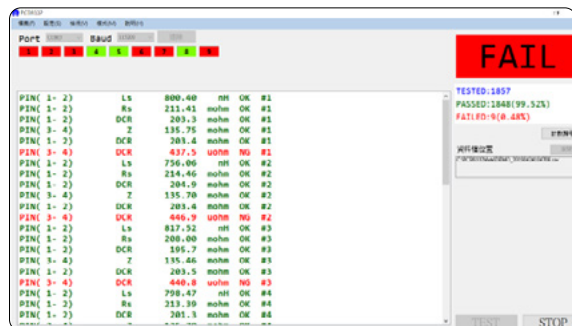 Port Baud
1 2 3 4 5 6 7 8 9
FAIL
TESTED:1857
PASSED:1848(99.52%)
FAILED:9(0.48%)
資料檔位置
PIN( 1- 2) Ls 800.40 nH OK #1
PIN( 1- 2) Rs 211.41 mohm OK #1
PIN( 1- 2) DCR 203.3 mohm OK #1
PIN( 3- 4) Z 135.75 mohm OK #1
PIN( 1- 2) DCR 203.4 mohm OK #1
PIN( 3- 4) DCR 437.5 uohm NG #1
PIN( 1- 2) Ls 756.06 nH OK #2
PIN( 1- 2) Rs 214.46 mohm OK #2
PIN( 1- 2) DCR 204.9 mohm OK #2
PIN( 3- 4) Z 135.70 mohm OK #2
PIN( 1- 2) DCR 203.4 mohm OK #2
PIN( 3- 4) DCR 446.9 uohm NG #2
PIN( 1- 2) Ls 817.52 nH OK #3
PIN( 1- 2) Rs 208.00 mohm OK #3
PIN( 1- 2) DCR 195.7 mohm OK #3
PIN( 3- 4) Z 135.46 mohm OK #3
PIN( 1- 2) DCR 203.5 mohm OK #3
PIN( 3- 4) DCR 440.8 uohm NG #3
PIN( 1- 2) Ls 798.47 nH OK #4
PIN( 1- 2) Rs 213.39 mohm OK #4
PIN( 1- 2) DCR 201.3 mohm OK #4
TEST STOP